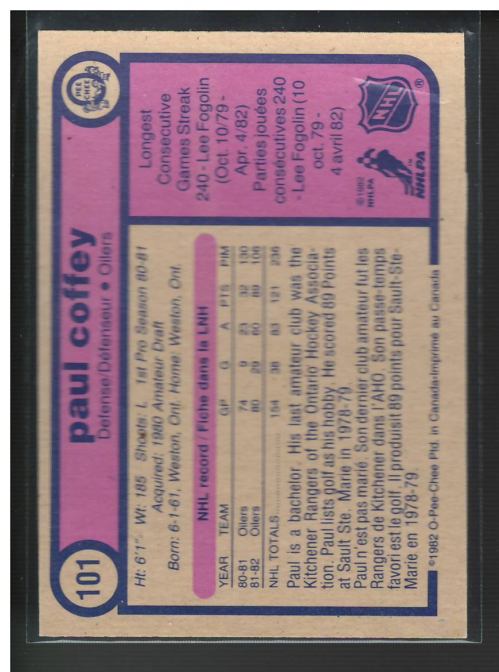 101
paul coffey
Defense/Défenseur • Oilers
O PEE CHEE
Ht: 6'1" Wt: 185 Shoots: L 1st Pro Season 80-81
Acquired: 1980 Amateur Draft
Born: 6-1-61, Weston, Ont. Home: Weston, Ont.
NHL record / Fiche dans la LNH
YEAR TEAM GP G A PTS PIM
80-81 Oilers 74 9 23 32 130
81-82 Oilers 80 29 60 89 106
NHL TOTALS 154 38 83 121 236
Paul is a bachelor. His last amateur club was the
Kitchener Rangers of the Ontario Hockey Associa-
tion. Paul lists golf as his hobby. He scored 89 Points
at Sault Ste. Marie in 1978-79.
Paul n'est pas marié. Son dernier club amateur fut les
Rangers de Kitchener dans l'AHO. Son passe-temps
favori est le golf. Il produisit 89 points pour Sault-Ste-
Marie en 1978-79.
Longest
Consecutive
Games Streak
240 - Lee Fogolin
(Oct. 10/79 -
Apr. 4/82)
Parties jouées
consécutives 240
- Lee Fogolin (10
oct. 79 -
4 avril 82)
NHL ®
©1982
NHLPA
NHLPA
©1982 O-Pee-Chee Ptd. in Canada/Imprimé au Canada